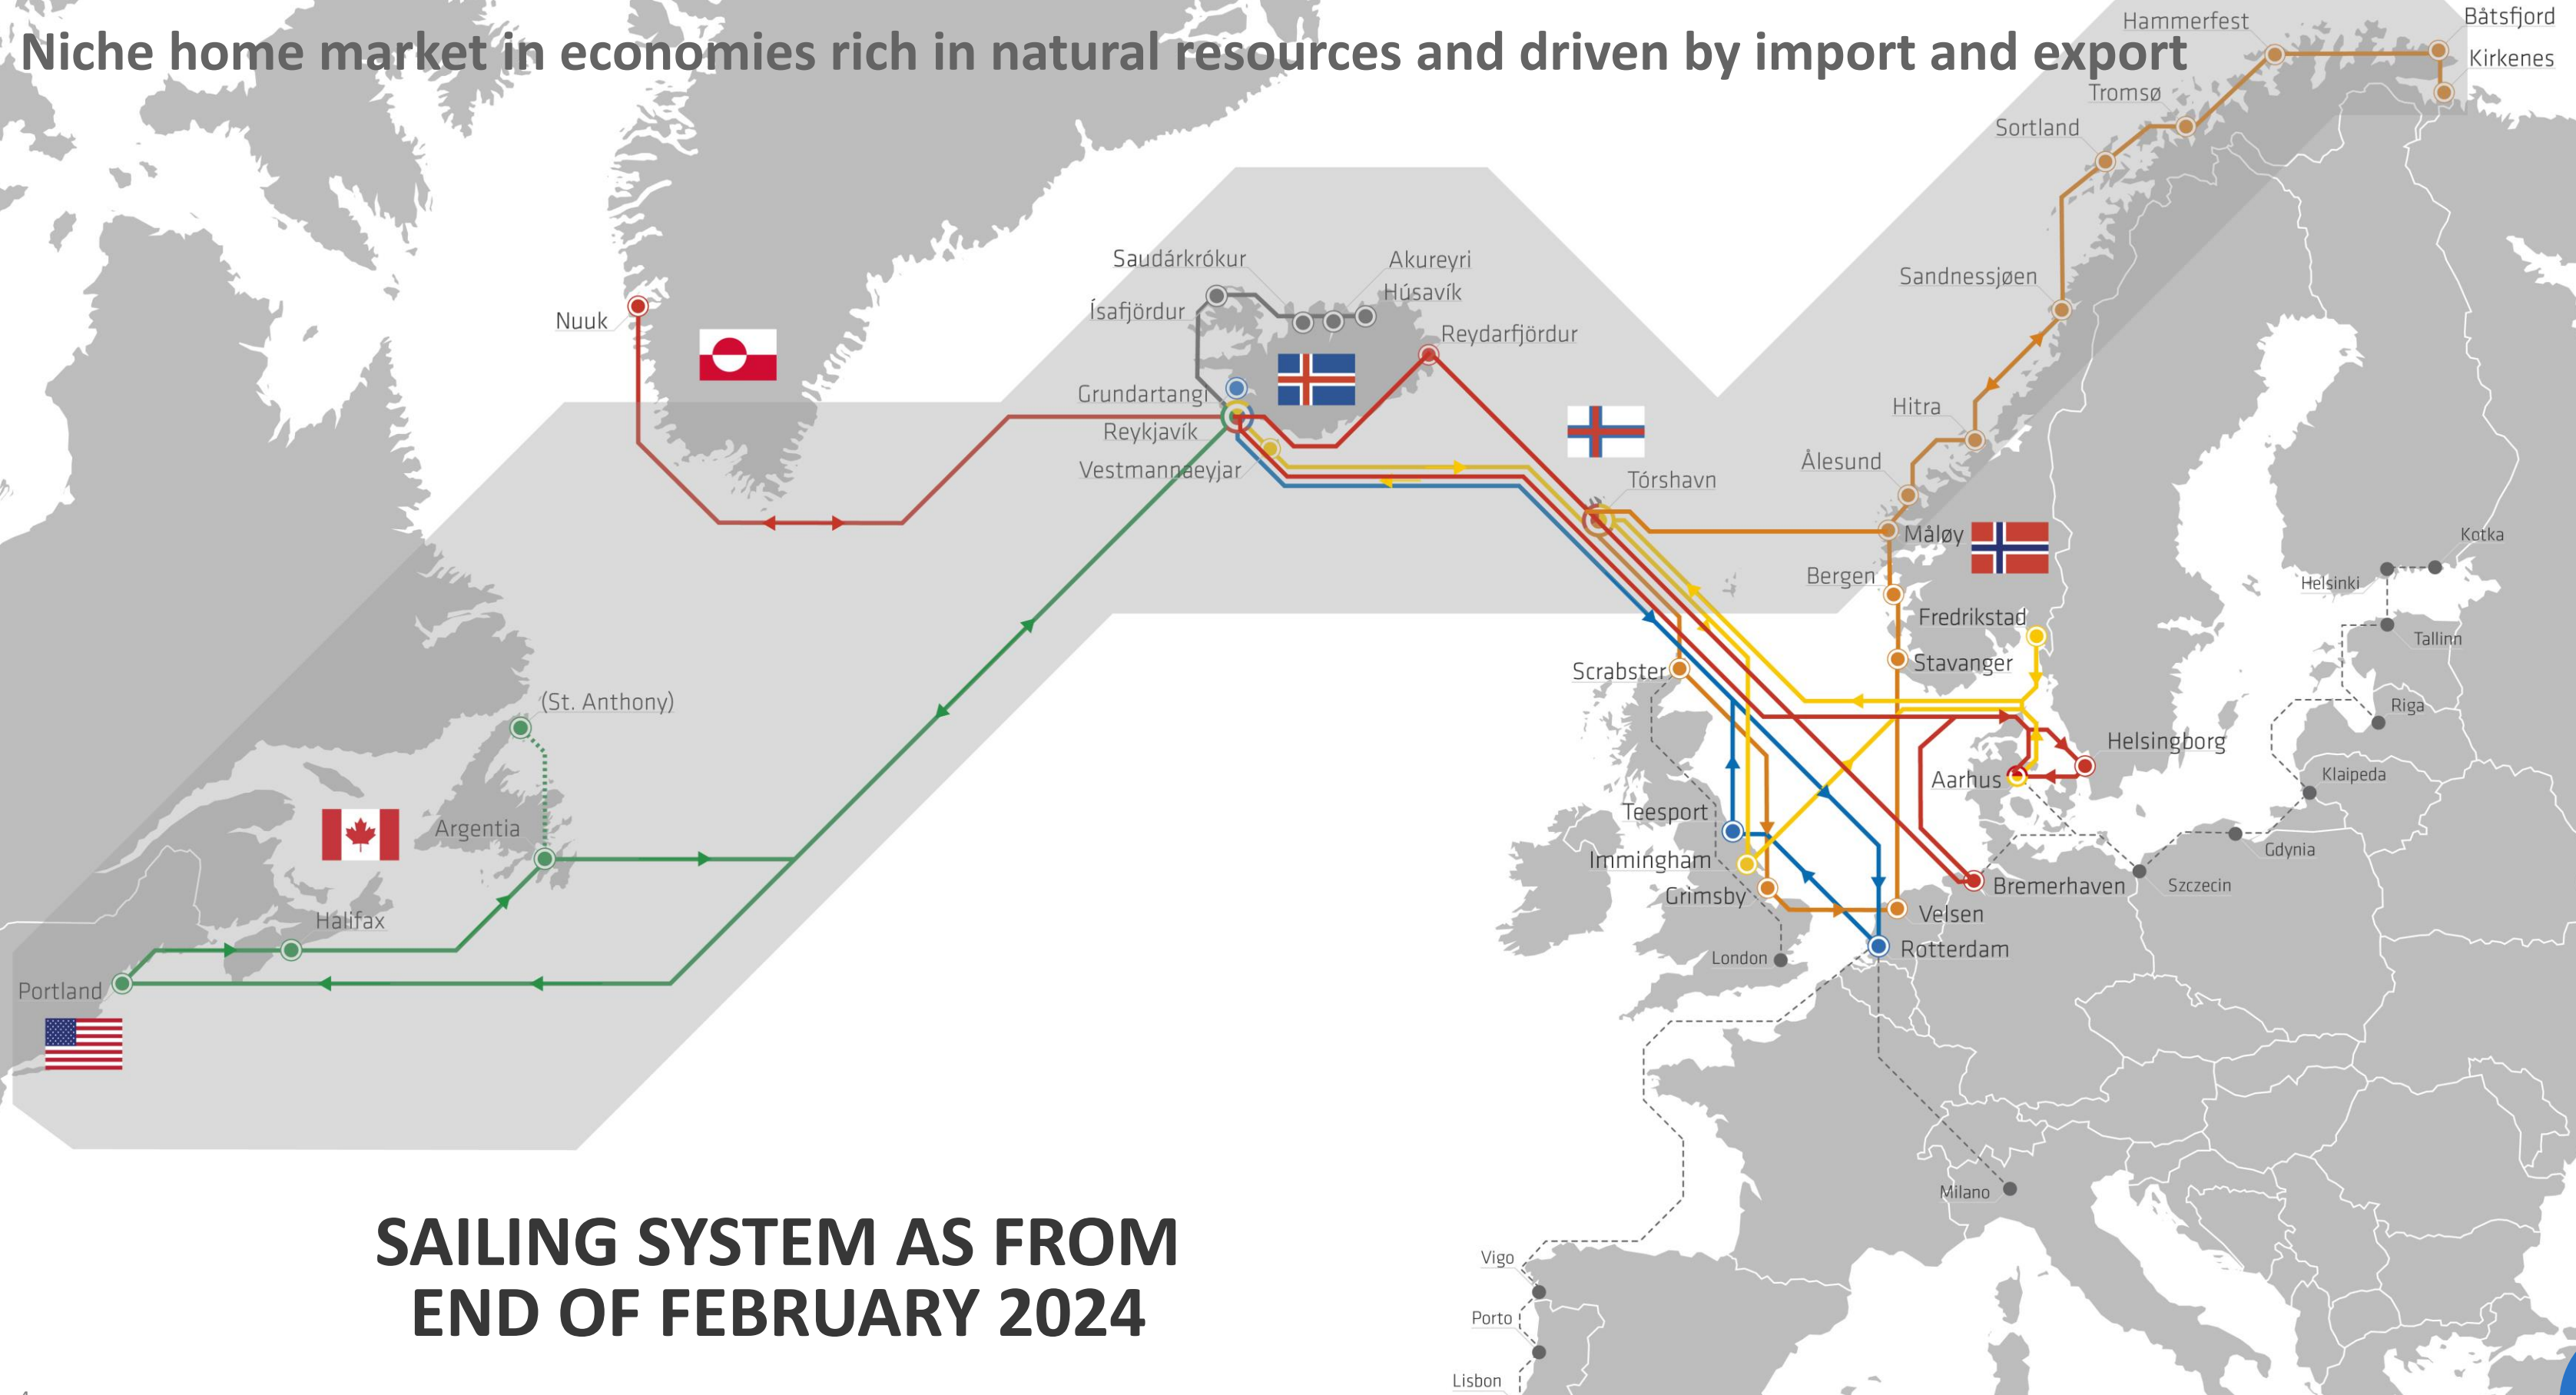 Niche home market in economies rich in natural resources and driven by import and export
Hammerfest
Båtsfjord
Kirkenes
Tromsø
Sortland
Sandnessjøen
Hitra
Ålesund
Måløy
Bergen
Fredrikstad
Stavanger
Saudárkrókur
Akureyri
Húsavík
Ísafjördur
Reydarfjördur
Nuuk
Grundartangi
Reykjavík
Vestmannaeyjar
Tórshavn
Kotka
Helsinki
Tallinn
Riga
Klaipeda
Gdynia
Szczecin
Scrabster
Helsingborg
Aarhus
Teesport
Immingham
Grimsby
Bremerhaven
Velsen
Rotterdam
London
(St. Anthony)
Argentia
Halifax
Portland
Milano
Vigo
Porto
Lisbon
SAILING SYSTEM AS FROM
END OF FEBRUARY 2024